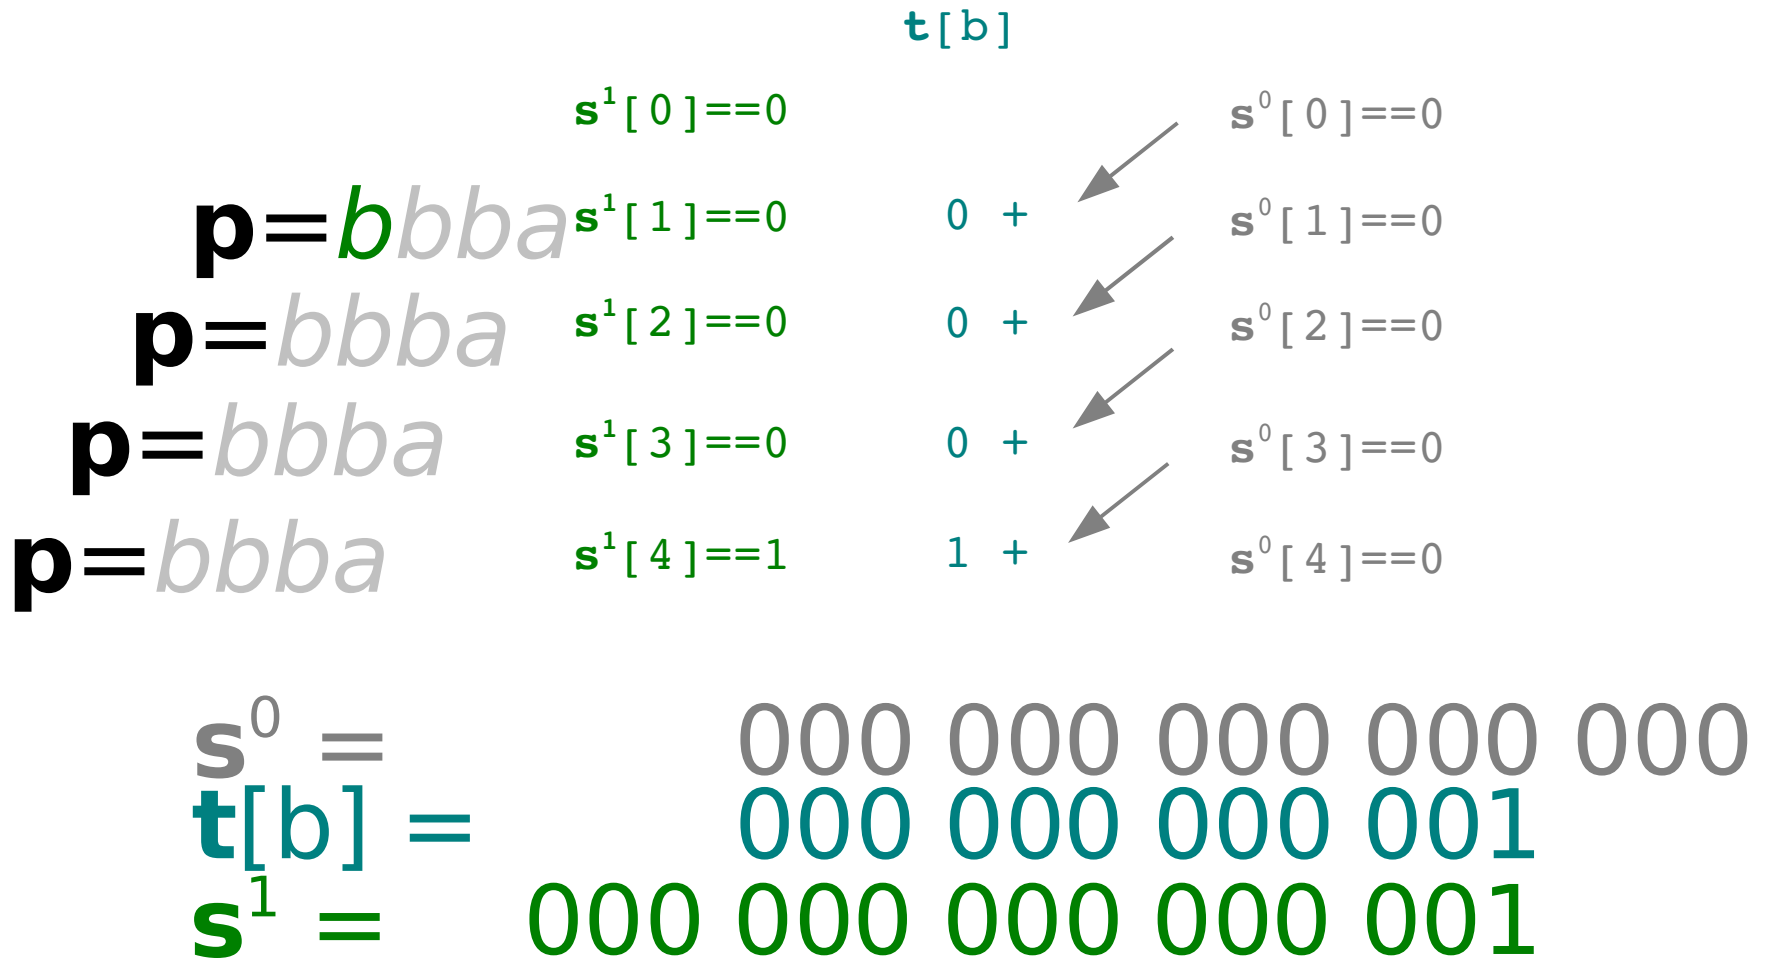 t[b]
s¹[0]==0 s⁰[0]==0
p=bbba s¹[1]==0 0 + s⁰[1]==0
p=bbba s¹[2]==0 0 + s⁰[2]==0
p=bbba s¹[3]==0 0 + s⁰[3]==0
p=bbba s¹[4]==1 1 + s⁰[4]==0
s⁰ = 000 000 000 000 000
t[b] = 000 000 000 001
s¹ = 000 000 000 000 001